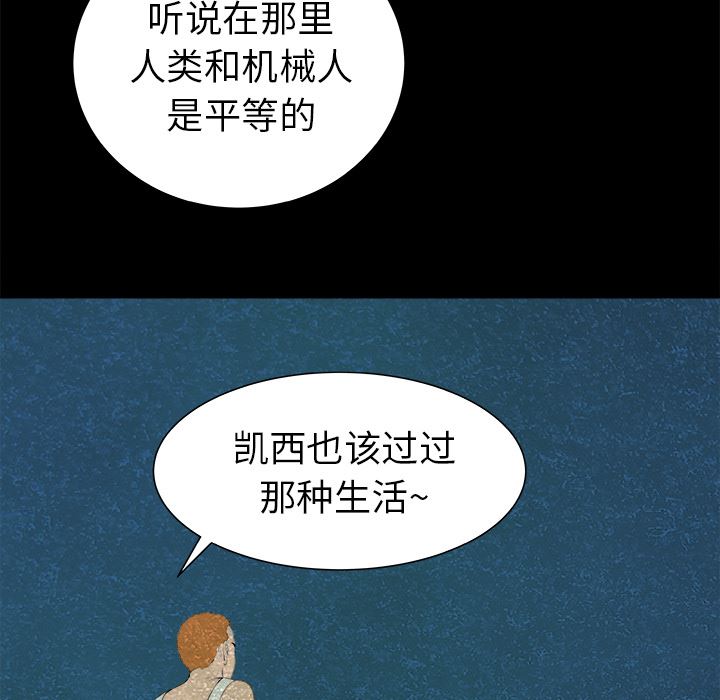 听说在那里
人类和机械人
是平等的
凯西也该过过
那种生活~